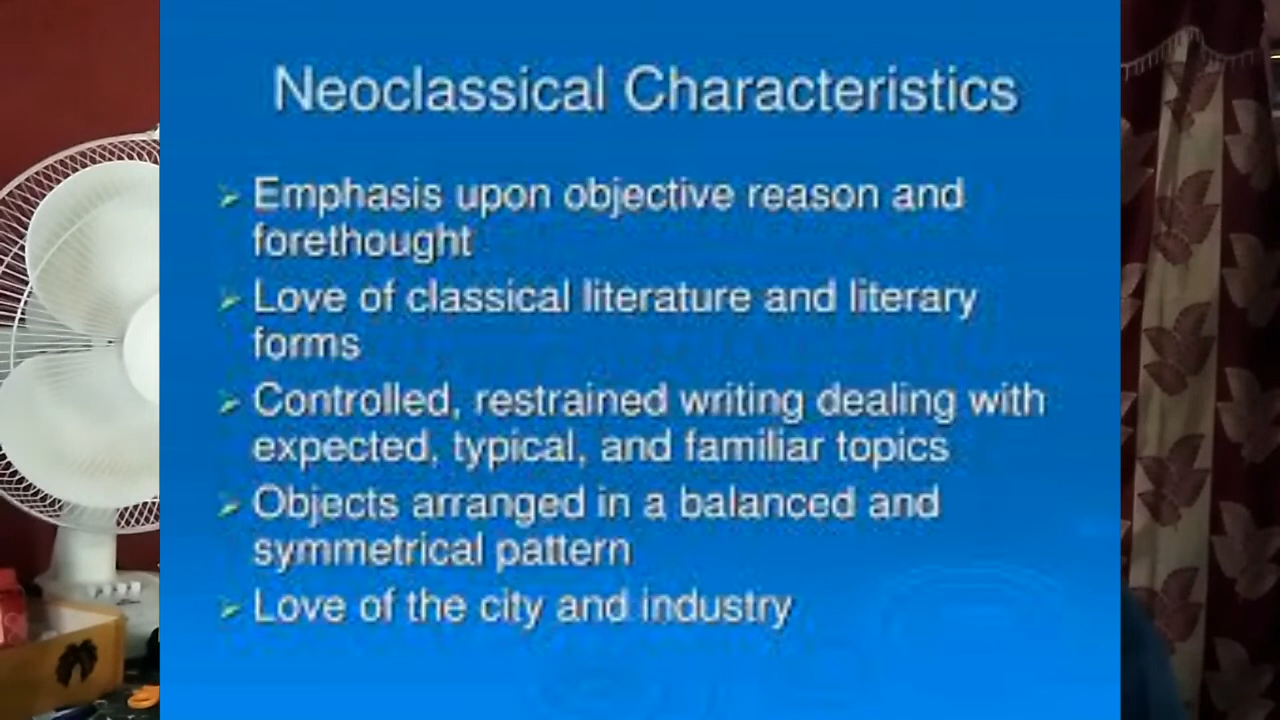 Neoclassical Characteristics
Emphasis upon objective reason and
forethought
Love of classical literature and literary
forms
Controlled, restrained writing dealing with
expected, typical, and familiar topics
Objects arranged in a balanced and
symmetrical pattern
Love of the city and industry